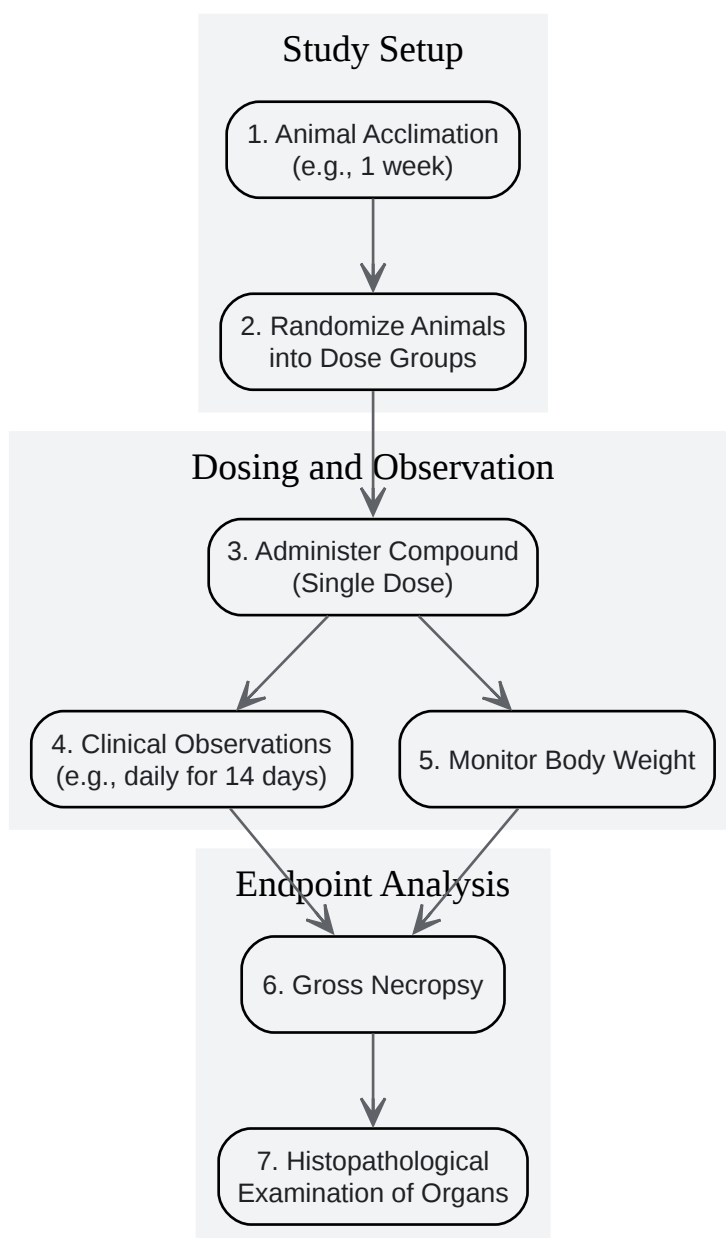 Study Setup
1. Animal Acclimation
(e.g., 1 week)
2. Randomize Animals
into Dose Groups
Dosing and Observation
3. Administer Compound
(Single Dose)
4. Clinical Observations
(e.g., daily for 14 days)
5. Monitor Body Weight
Endpoint Analysis
6. Gross Necropsy
7. Histopathological
Examination of Organs